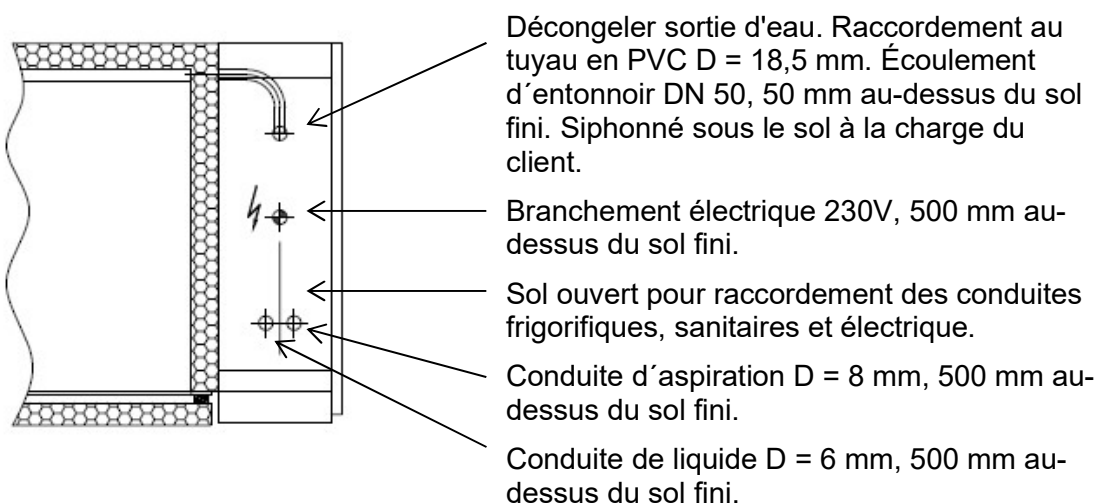 Décongeler sortie d'eau. Raccordement au
tuyau en PVC D = 18,5 mm. Écoulement
d´entonnoir DN 50, 50 mm au-dessus du sol
fini. Siphonné sous le sol à la charge du
client.
Branchement électrique 230V, 500 mm au-
dessus du sol fini.
Sol ouvert pour raccordement des conduites
frigorifiques, sanitaires et électrique.
Conduite d´aspiration D = 8 mm, 500 mm au-
dessus du sol fini.
Conduite de liquide D = 6 mm, 500 mm au-
dessus du sol fini.